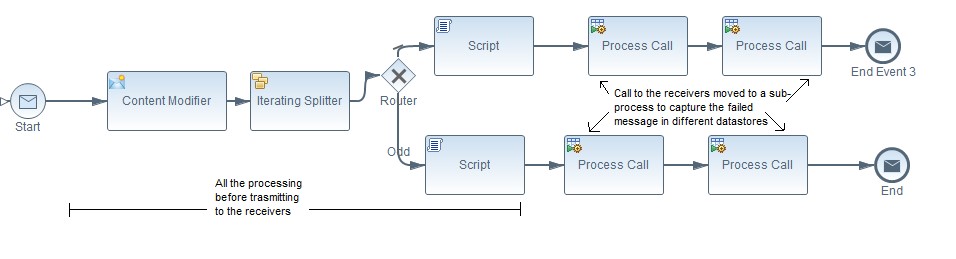 Script
Process Call
Process Call
End Event 3
Content Modifier
Iterating Splitter
Router
Start
Call to the receivers moved to a sub-
process to capture the failed
message in different datastores
Odd
Script
Process Call
Process Call
End
All the processing
before trasmitting
to the receivers